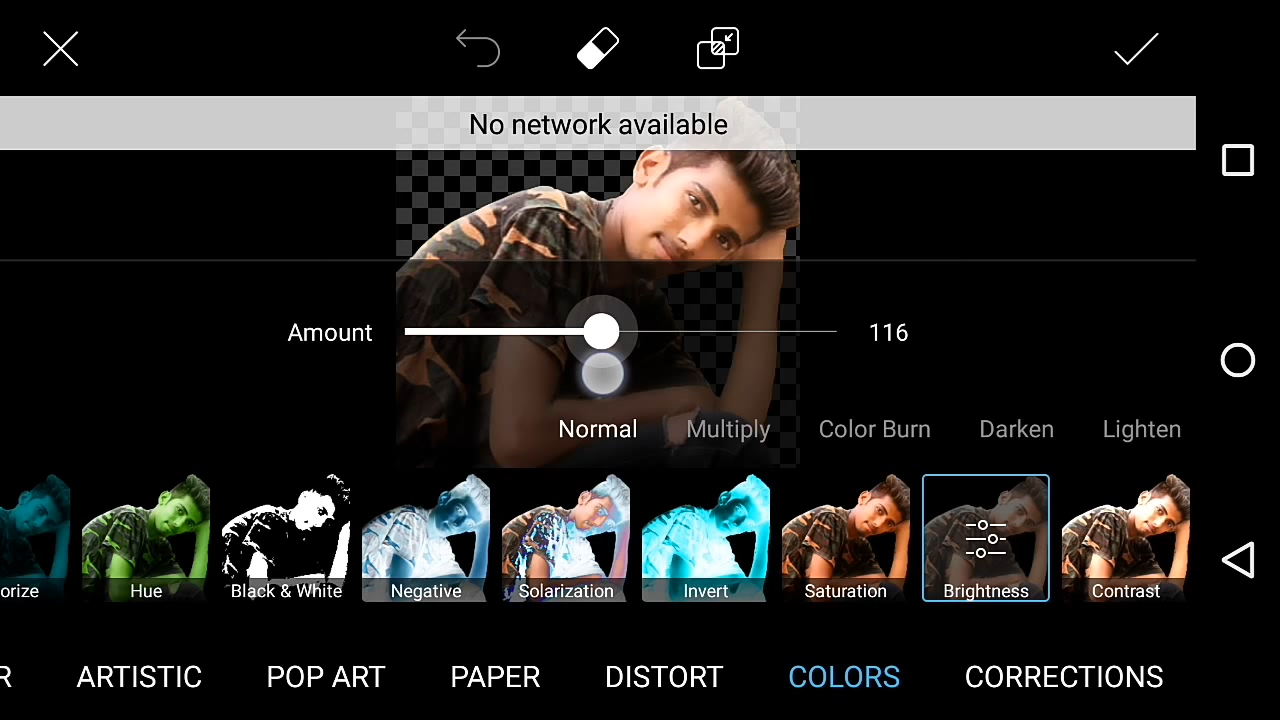 No network available
Amount 116
Normal Multiply Color Burn Darken Lighten
orize Hue Black & White Negative Solarization Invert Saturation Brightness Contrast
R ARTISTIC POP ART PAPER DISTORT COLORS CORRECTIONS